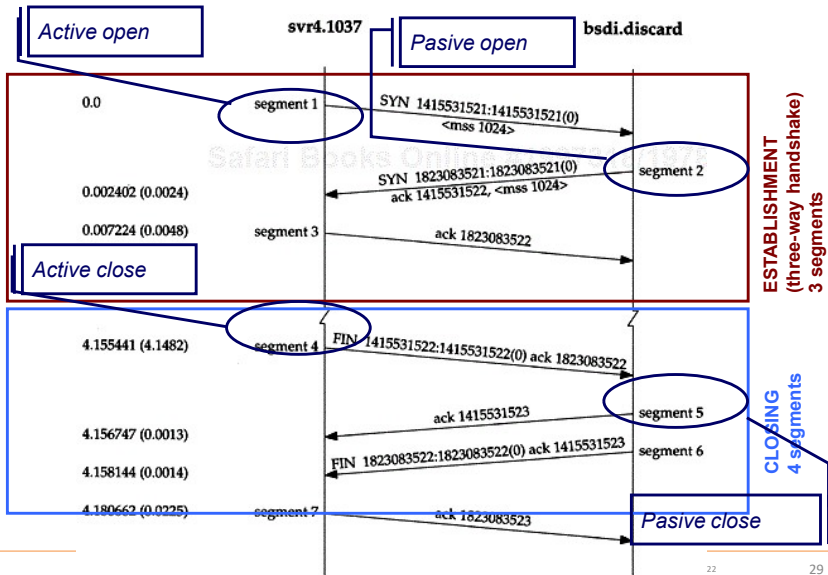 Active open
svr4.1037
Pasive open
bsdi.discard
0.0
segment 1
SYN 1415531521:1415531521(0)
<mss 1024>
Safari Books Online
SYN 1823083521:1823083521(0)
ack 1415531522, <mss 1024>
segment 2
0.002402 (0.0024)
0.007224 (0.0048)
segment 3
ack 1823083522
ESTABLISHMENT
(three-way handshake)
3 segments
Active close
4.155441 (4.1482)
segment 4
FIN 1415531522:1415531522(0) ack 1823083522
ack 1415531523
segment 5
4.156747 (0.0013)
FIN 1823083522:1823083522(0) ack 1415531523
segment 6
4.158144 (0.0014)
CLOSING
4 segments
4.180662 (0.0225)
segment 7
ack 1823083523
Pasive close
22
29